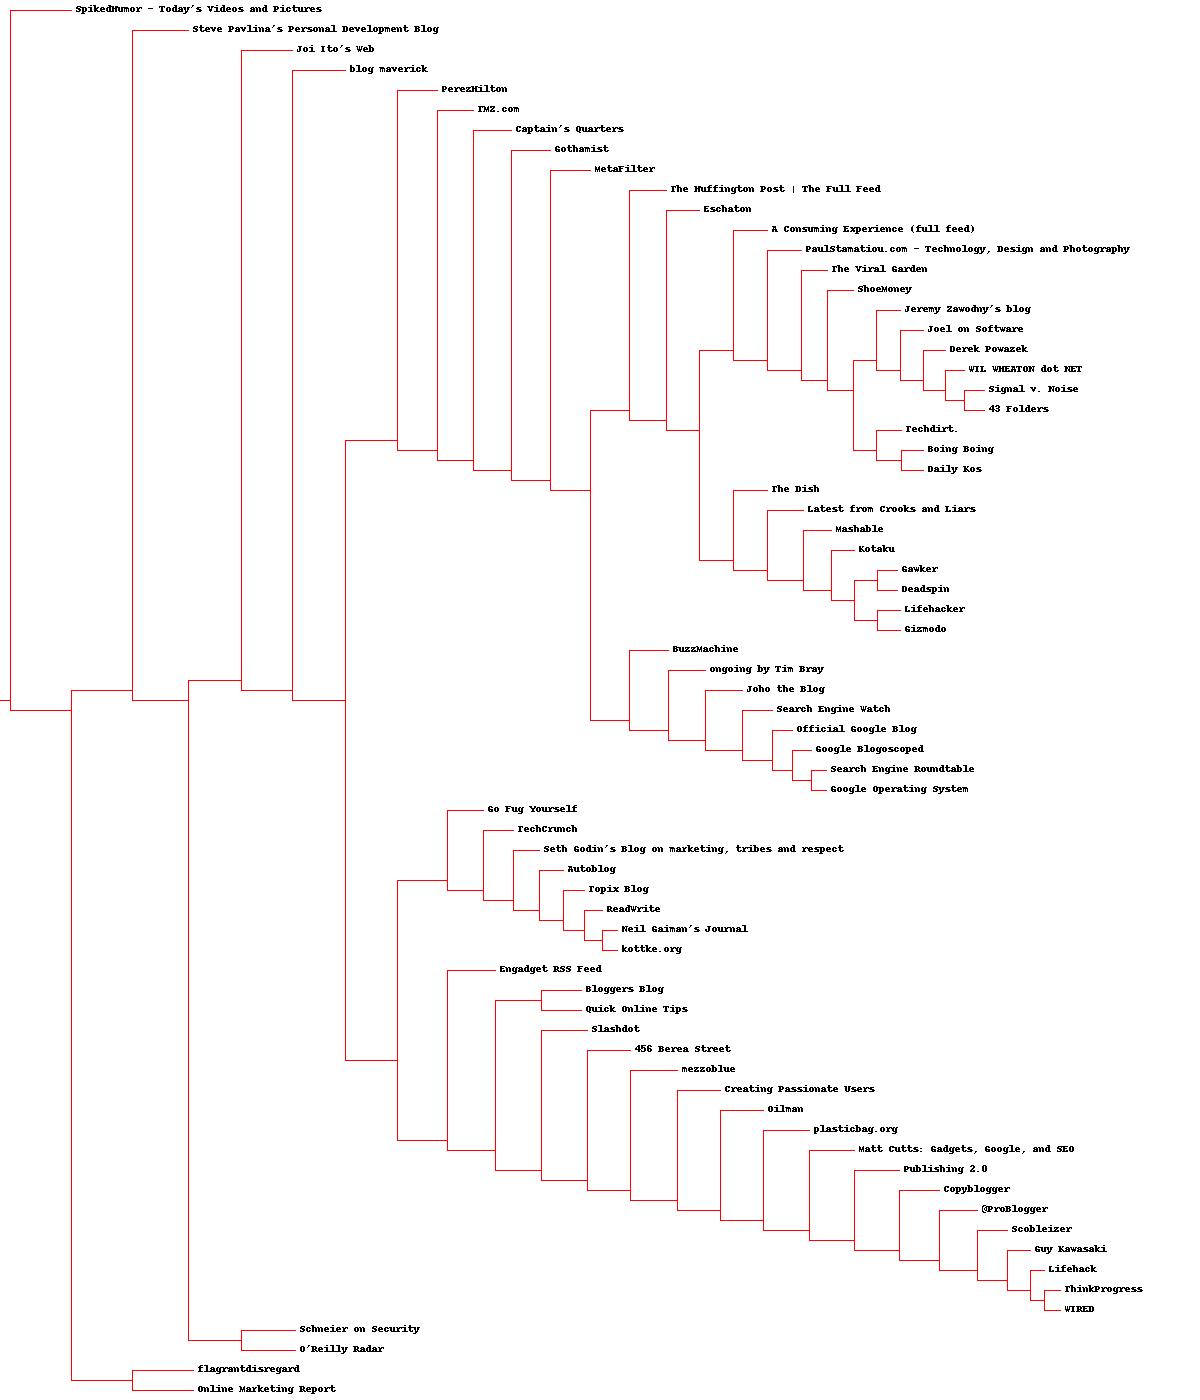 SpikedHumor - Today's Videos and Pictures
Steve Pavlina's Personal Development Blog
Joi Ito's Web
blog maverick
PerezHilton
TMZ.com
Captain's Quarters
Gothamist
MetaFilter
The Huffington Post | The Full Feed
Eschaton
A Consuming Experience (full feed)
PaulStamatiou.com - Technology, Design and Photography
The Viral Garden
ShoeMoney
Jeremy Zawodny's blog
Joel on Software
Derek Powazek
WIL WHEATON dot NET
Signal v. Noise
43 Folders
Techdirt.
Boing Boing
Daily Kos
The Dish
Latest from Crooks and Liars
Mashable
Kotaku
Gawker
Deadspin
Lifehacker
Gizmodo
BuzzMachine
ongoing by Tim Bray
Joho the Blog
Search Engine Watch
Official Google Blog
Google Blogoscoped
Search Engine Roundtable
Google Operating System
Go Fug Yourself
TechCrunch
Seth Godin's Blog on marketing, tribes and respect
Autoblog
Topix Blog
ReadWrite
Neil Gaiman's Journal
kottke.org
Engadget RSS Feed
Bloggers Blog
Quick Online Tips
Slashdot
456 Berea Street
mezzoblue
Creating Passionate Users
Oilman
plasticbag.org
Matt Cutts: Gadgets, Google, and SEO
Publishing 2.0
Copyblogger
@ProBlogger
Scobleizer
Guy Kawasaki
Lifehack
ThinkProgress
WIRED
Schneier on Security
O'Reilly Radar
flagrantdisregard
Online Marketing Report